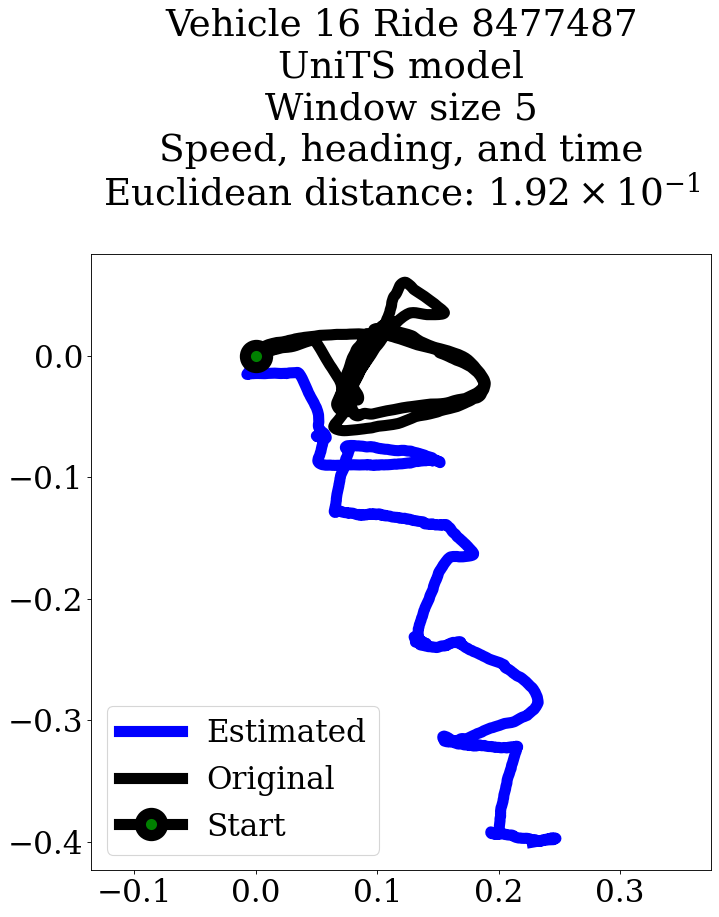 Vehicle 16 Ride 8477487
UniTS model
Window size 5
Speed, heading, and time
Euclidean distance: $1.92 \times 10^{-1}$
0.0
−0.1
−0.2
−0.3
−0.4
Estimated
Original
Start
−0.1 0.0 0.1 0.2 0.3